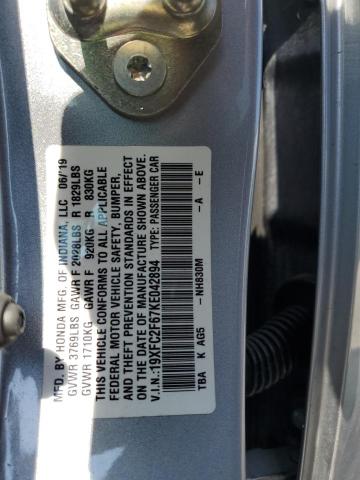 MFD. BY HONDA MFG. OF INDIANA, LLC 06/19
GVWR 3769LBS GAWR F 2028LBS R 1829LBS
GVWR 1710KG GAWR F 920KG R 830KG
THIS VEHICLE CONFORMS TO ALL APPLICABLE
FEDERAL MOTOR VEHICLE SAFETY, BUMPER,
AND THEFT PREVENTION STANDARDS IN EFFECT
ON THE DATE OF MANUFACTURE SHOWN ABOVE.
V.I.N.:19XFC2F67KE042894 TYPE: PASSENGER CAR
NH830M —A —E
TBA K AG5